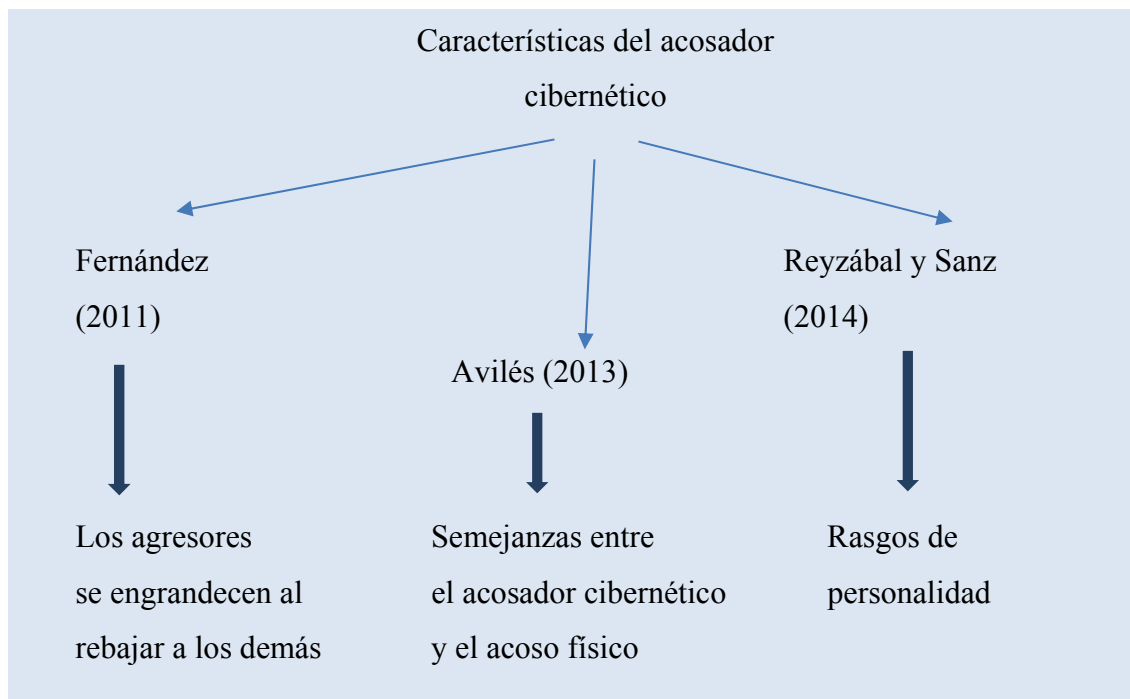 Características del acosador
cibernético
Fernández
(2011)
Avilés (2013)
Reyzábal y Sanz
(2014)
Los agresores
se engrandecen al
rebajar a los demás
Semejanzas entre
el acosador cibernético
y el acoso físico
Rasgos de
personalidad